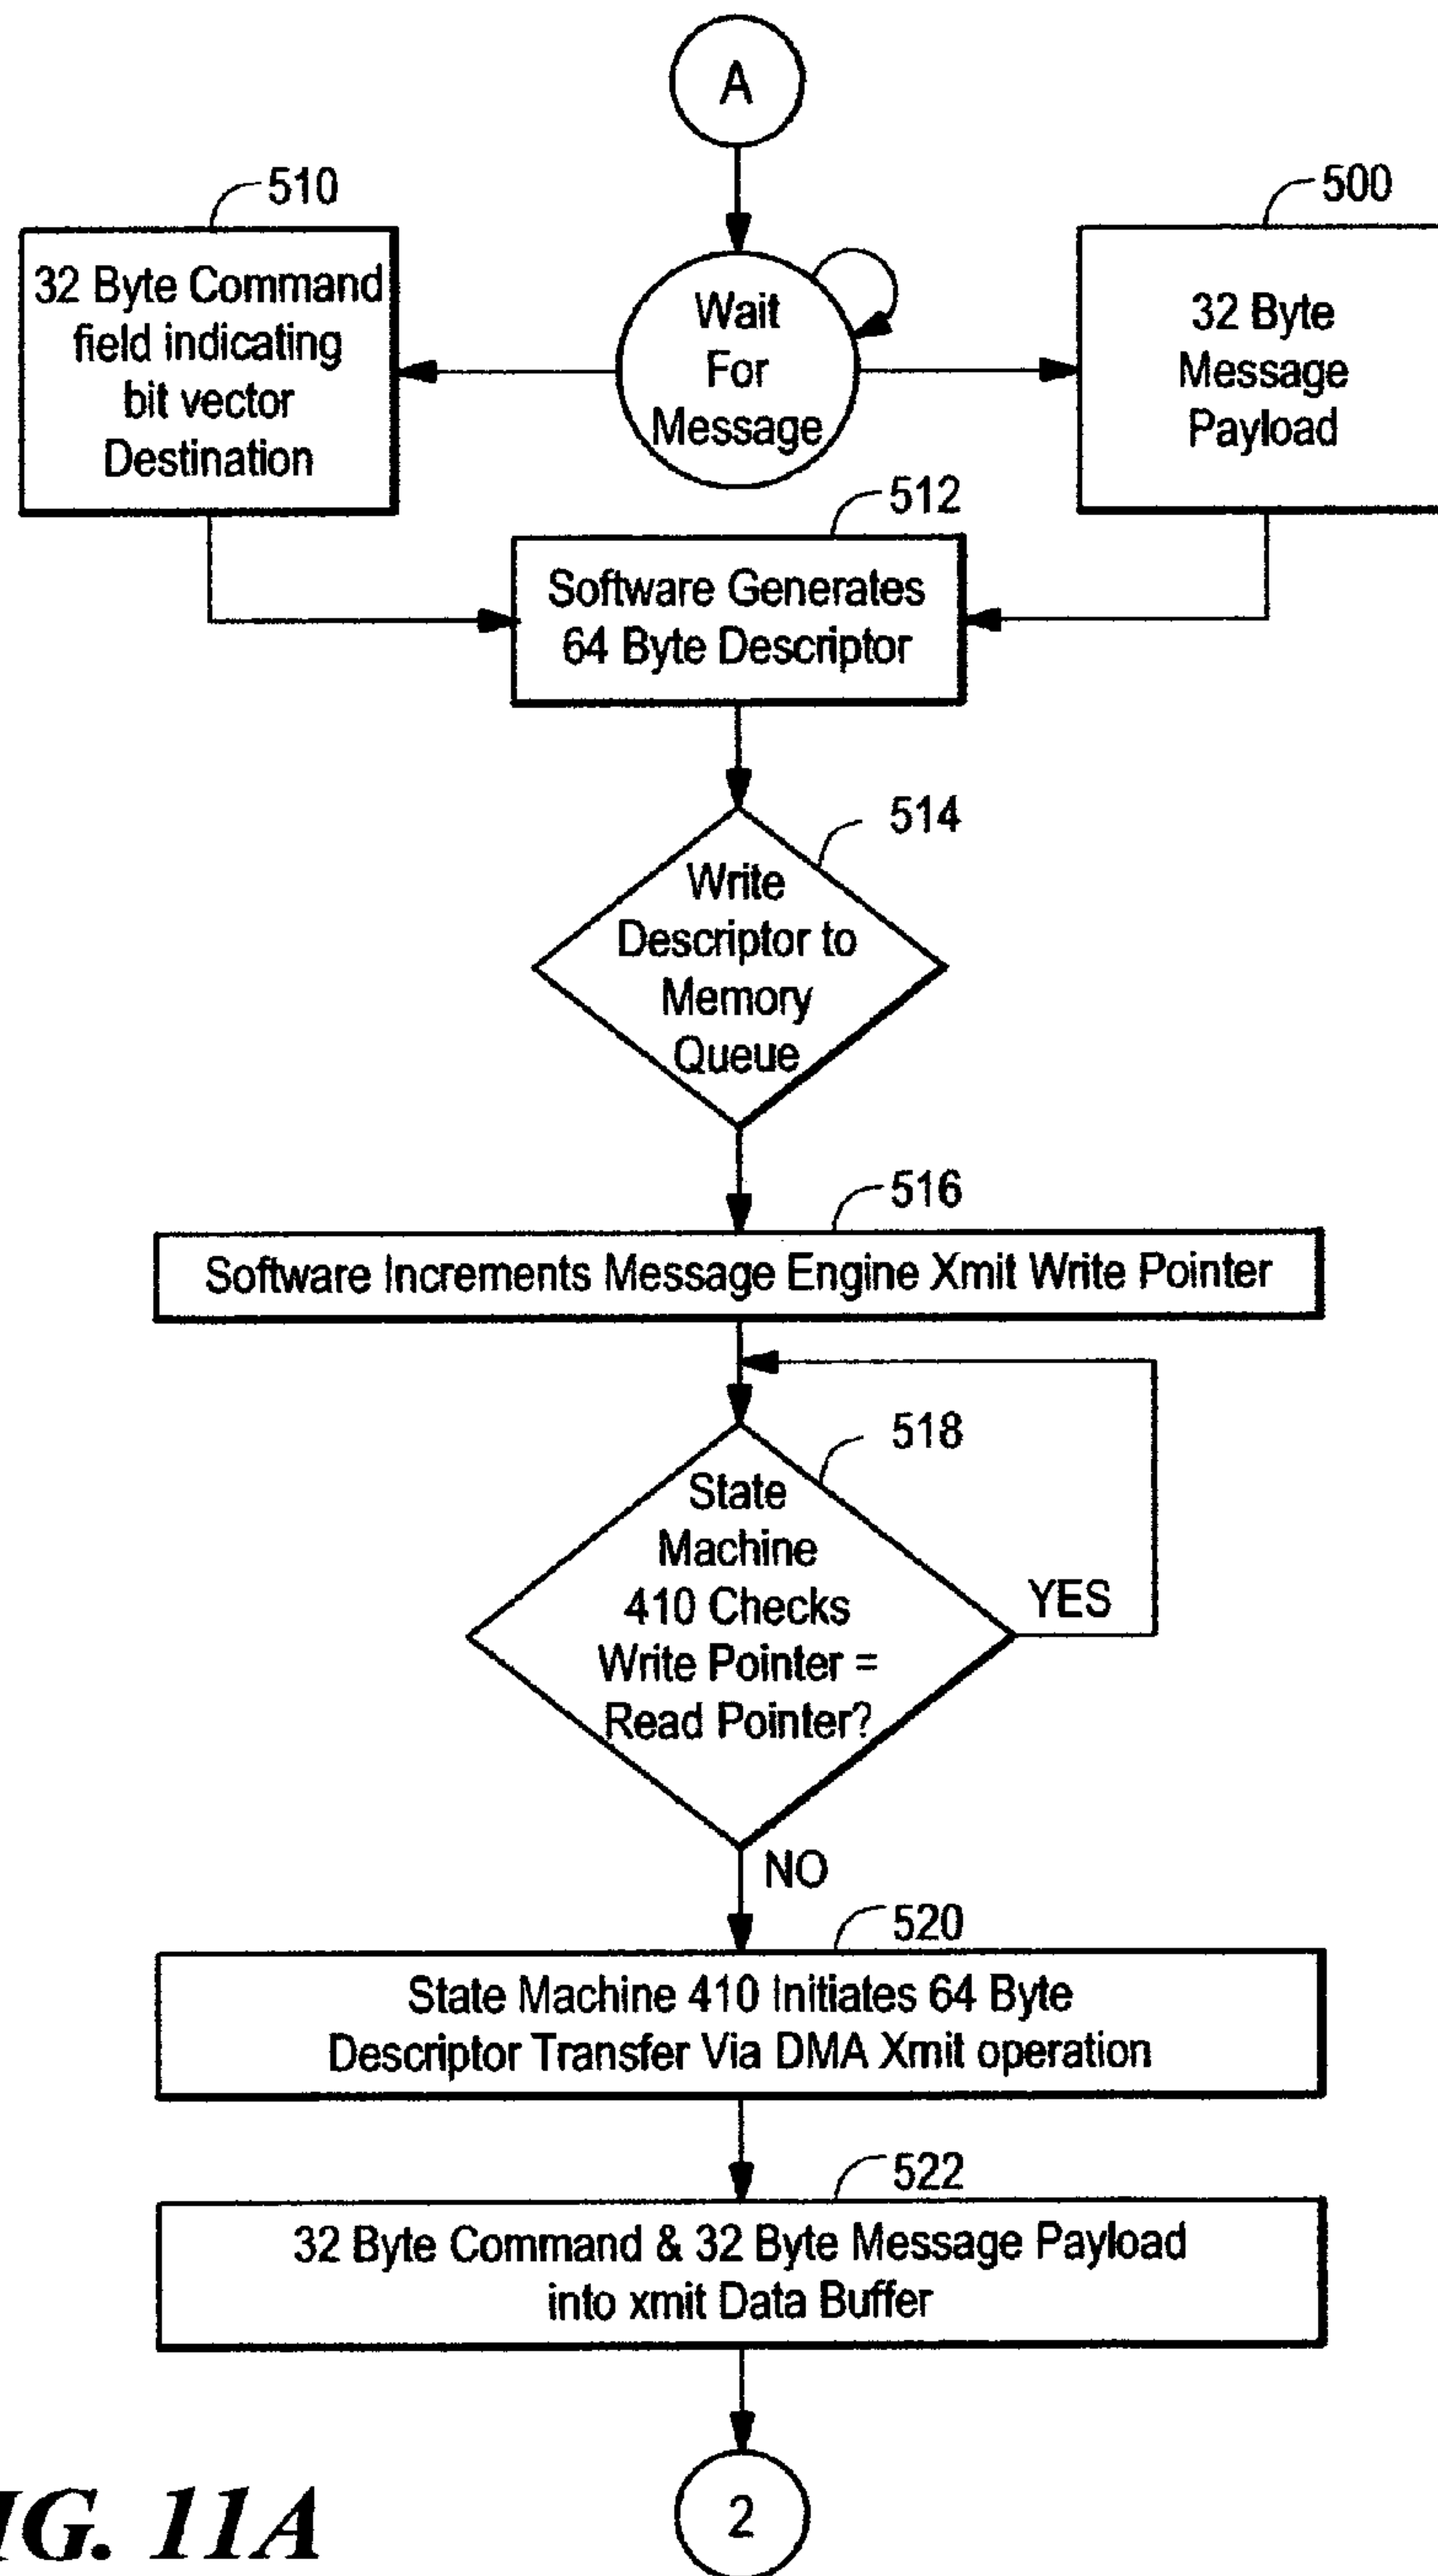 A
510
500
32 Byte Command
field indicating
bit vector
Destination
Wait
For
Message
32 Byte
Message
Payload
512
Software Generates
64 Byte Descriptor
514
Write
Descriptor to
Memory
Queue
516
Software Increments Message Engine Xmit Write Pointer
518
State
Machine
410 Checks
Write Pointer =
Read Pointer?
YES
NO
520
State Machine 410 Initiates 64 Byte
Descriptor Transfer Via DMA Xmit operation
522
32 Byte Command & 32 Byte Message Payload
into xmit Data Buffer
2
IG. 11A